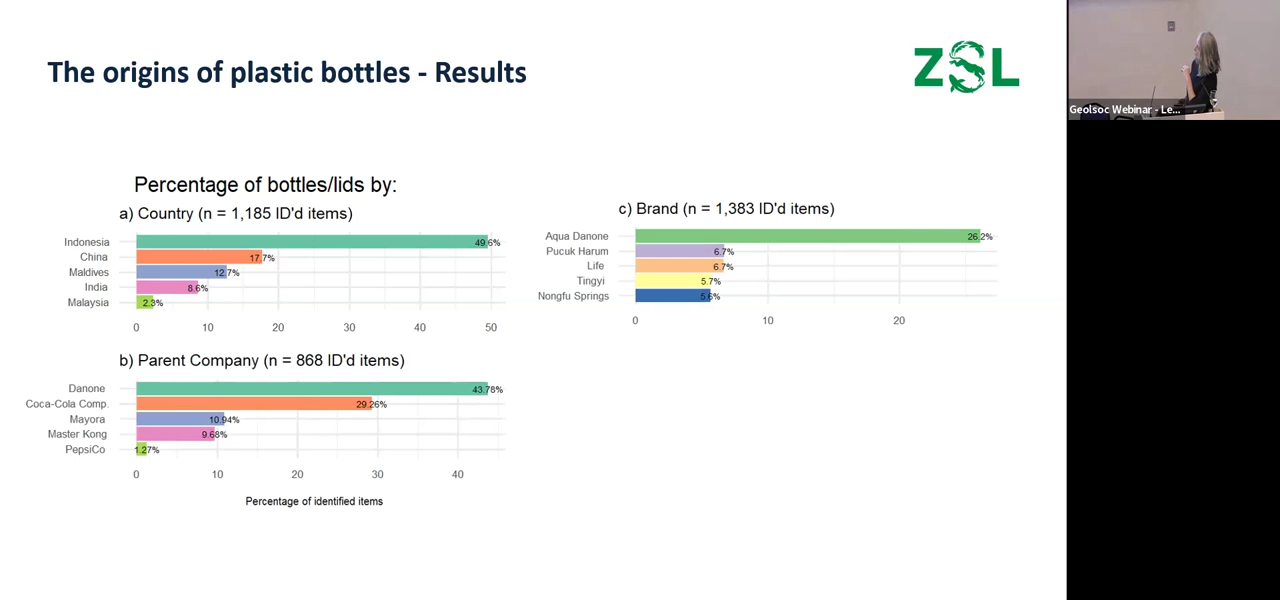 The origins of plastic bottles - Results
ZSL
Geolsoc Webinar - Le...
Percentage of bottles/lids by:
a) Country (n = 1,185 ID'd items)
Indonesia 49.6%
China 17.7%
Maldives 12.7%
India 8.6%
Malaysia 2.3%
0 10 20 30 40 50
b) Parent Company (n = 868 ID'd items)
Danone 43.78%
Coca-Cola Comp. 29.26%
Mayora 10.94%
Master Kong 9.68%
PepsiCo 1.27%
0 10 20 30 40
Percentage of identified items
c) Brand (n = 1,383 ID'd items)
Aqua Danone 26.2%
Pucuk Harum 6.7%
Life 6.7%
Tingyi 5.7%
Nongfu Springs 5.6%
0 10 20